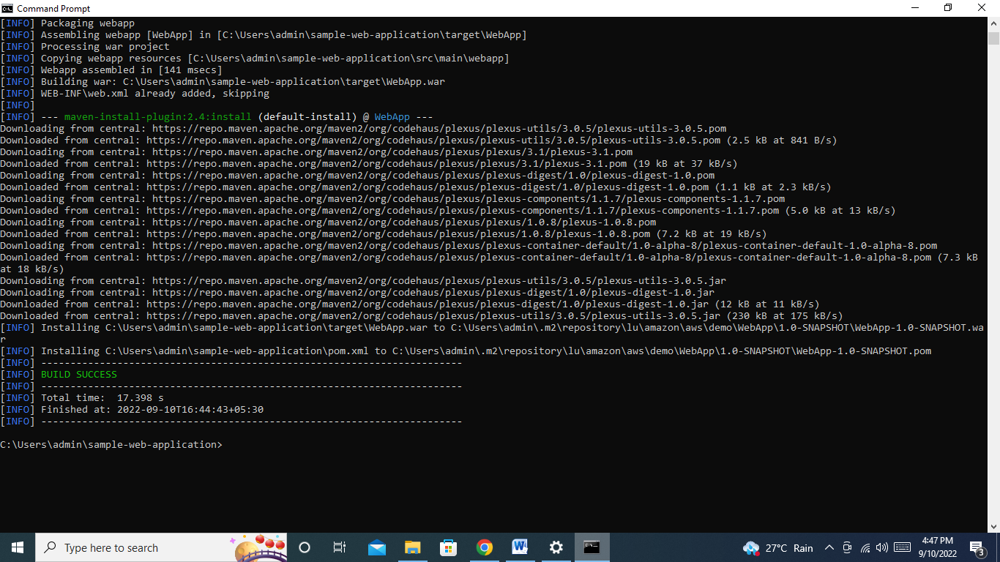 Command Prompt
[INFO] Packaging webapp
[INFO] Assembling webapp [WebApp] in [C:\Users\admin\sample-web-application\target\WebApp]
[INFO] Processing war project
[INFO] Copying webapp resources [C:\Users\admin\sample-web-application\src\main\webapp]
[INFO] Webapp assembled in [141 msecs]
[INFO] Building war: C:\Users\admin\sample-web-application\target\WebApp.war
[INFO] WEB-INF\web.xml already added, skipping
[INFO]
[INFO] --- maven-install-plugin:2.4:install (default-install) @ WebApp ---
Downloading from central: https://repo.maven.apache.org/maven2/org/codehaus/plexus/plexus-utils/3.0.5/plexus-utils-3.0.5.pom
Downloaded from central: https://repo.maven.apache.org/maven2/org/codehaus/plexus/plexus-utils/3.0.5/plexus-utils-3.0.5.pom (2.5 kB at 841 B/s)
Downloading from central: https://repo.maven.apache.org/maven2/org/codehaus/plexus/plexus/3.1/plexus-3.1.pom
Downloaded from central: https://repo.maven.apache.org/maven2/org/codehaus/plexus/plexus/3.1/plexus-3.1.pom (19 kB at 37 kB/s)
Downloading from central: https://repo.maven.apache.org/maven2/org/codehaus/plexus/plexus-digest/1.0/plexus-digest-1.0.pom
Downloaded from central: https://repo.maven.apache.org/maven2/org/codehaus/plexus/plexus-digest/1.0/plexus-digest-1.0.pom (1.1 kB at 2.3 kB/s)
Downloading from central: https://repo.maven.apache.org/maven2/org/codehaus/plexus/plexus-components/1.1.7/plexus-components-1.1.7.pom
Downloaded from central: https://repo.maven.apache.org/maven2/org/codehaus/plexus/plexus-components/1.1.7/plexus-components-1.1.7.pom (5.0 kB at 13 kB/s)
Downloading from central: https://repo.maven.apache.org/maven2/org/codehaus/plexus/plexus/1.0.8/plexus-1.0.8.pom
Downloaded from central: https://repo.maven.apache.org/maven2/org/codehaus/plexus/plexus/1.0.8/plexus-1.0.8.pom (7.2 kB at 19 kB/s)
Downloading from central: https://repo.maven.apache.org/maven2/org/codehaus/plexus/plexus-container-default/1.0-alpha-8/plexus-container-default-1.0-alpha-8.pom
Downloaded from central: https://repo.maven.apache.org/maven2/org/codehaus/plexus/plexus-container-default/1.0-alpha-8/plexus-container-default-1.0-alpha-8.pom (7.3 kB
at 18 kB/s)
Downloading from central: https://repo.maven.apache.org/maven2/org/codehaus/plexus/plexus-utils/3.0.5/plexus-utils-3.0.5.jar
Downloading from central: https://repo.maven.apache.org/maven2/org/codehaus/plexus/plexus-digest/1.0/plexus-digest-1.0.jar
Downloaded from central: https://repo.maven.apache.org/maven2/org/codehaus/plexus/plexus-digest/1.0/plexus-digest-1.0.jar (12 kB at 11 kB/s)
Downloaded from central: https://repo.maven.apache.org/maven2/org/codehaus/plexus/plexus-utils/3.0.5/plexus-utils-3.0.5.jar (230 kB at 175 kB/s)
[INFO] Installing C:\Users\admin\sample-web-application\target\WebApp.war to C:\Users\admin\.m2\repository\lu\amazon\aws\demo\WebApp\1.0-SNAPSHOT\WebApp-1.0-SNAPSHOT.wa
r
[INFO] Installing C:\Users\admin\sample-web-application\pom.xml to C:\Users\admin\.m2\repository\lu\amazon\aws\demo\WebApp\1.0-SNAPSHOT\WebApp-1.0-SNAPSHOT.pom
[INFO] ------------------------------------------------------------------------
[INFO] BUILD SUCCESS
[INFO] ------------------------------------------------------------------------
[INFO] Total time:  17.398 s
[INFO] Finished at: 2022-09-10T16:44:43+05:30
[INFO] ------------------------------------------------------------------------
C:\Users\admin\sample-web-application>
Type here to search
27°C Rain
4:47 PM
9/10/2022
3